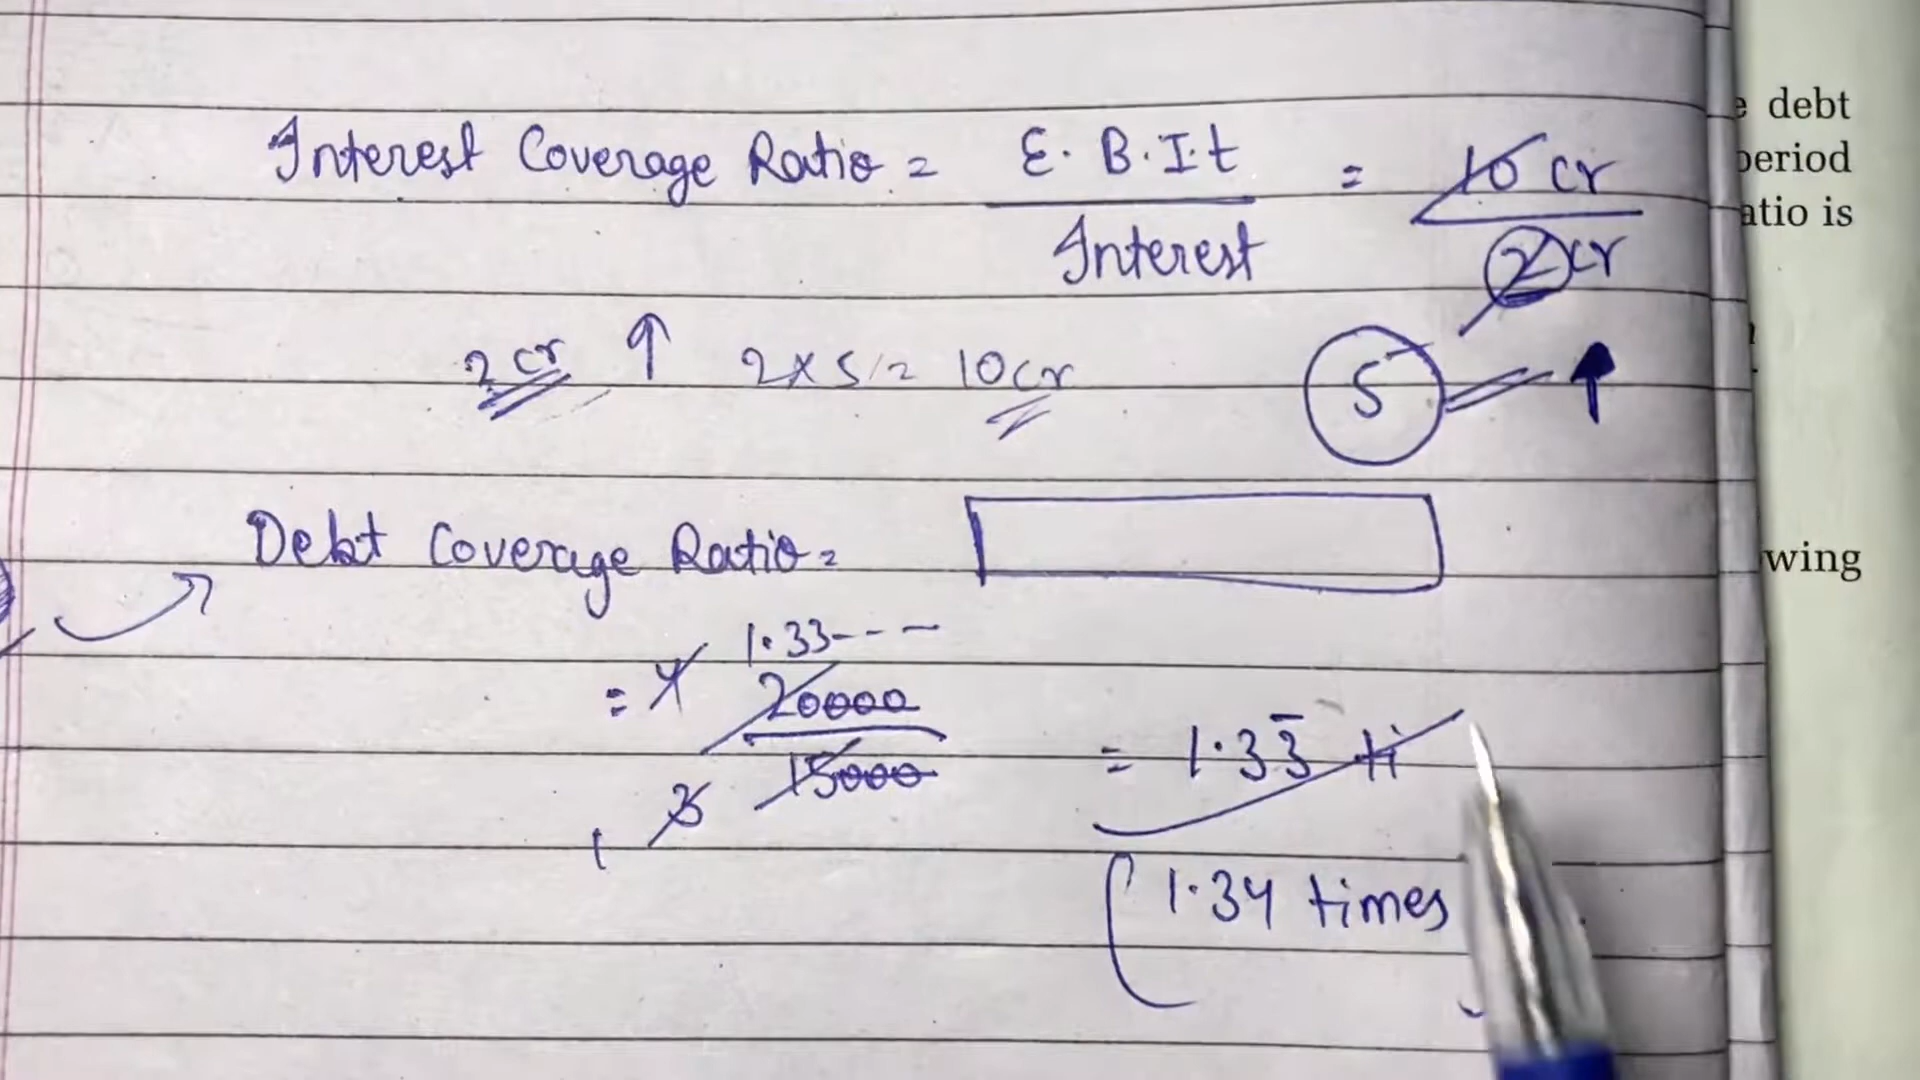 Interest Coverage Ratio = E.B.I.t / Interest = 10 cr / 2 cr
2 cr ↑ 2 x 5 = 10 cr
5 ↑
Debt Coverage Ratio =
1.33---
= 4 20000 / 15000 = 1.33 ti
1 3
1.34 times
e debt
period
atio is
wing